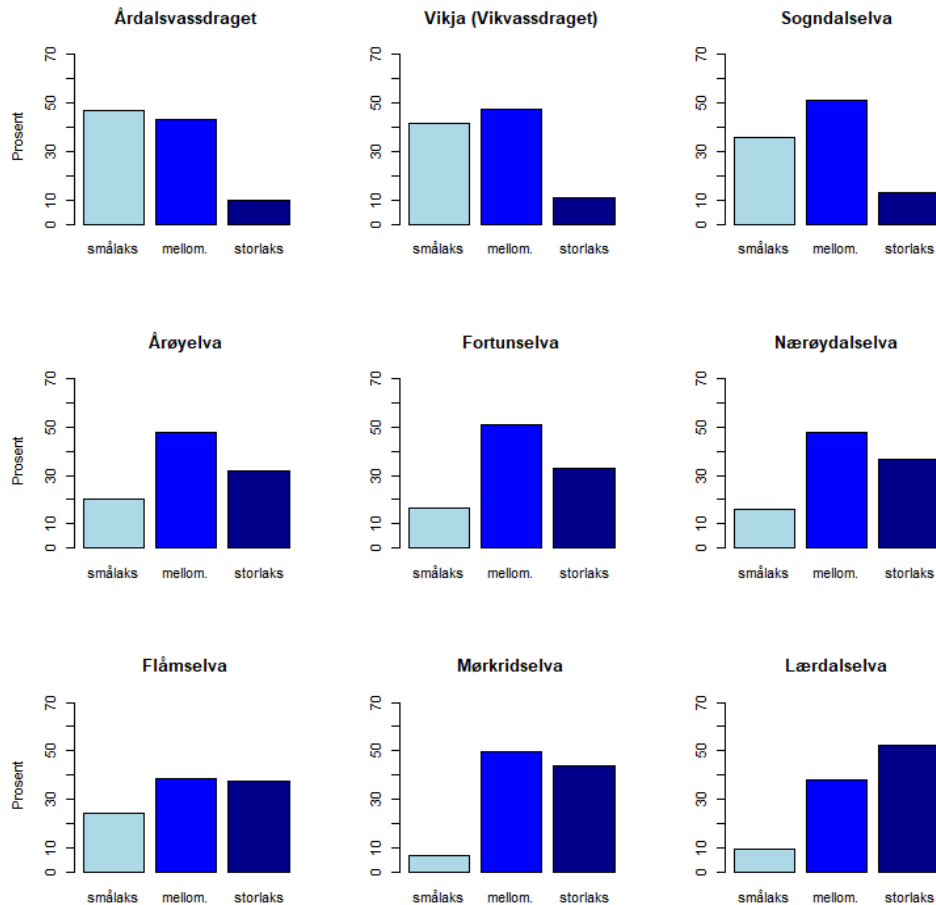 Årdalsvassdraget
Vikja (Vikvassdraget)
Sogndalselva
Prosent
70
50
30
10
0
70
50
30
10
0
70
50
30
10
0
smålaks mellom. storlaks
smålaks mellom. storlaks
smålaks mellom. storlaks
Årøyelva
Fortunselva
Nærøydalselva
Prosent
70
50
30
10
0
70
50
30
10
0
70
50
30
10
0
smålaks mellom. storlaks
smålaks mellom. storlaks
smålaks mellom. storlaks
Flåmselva
Mørkridselva
Lærdalselva
Prosent
70
50
30
10
0
70
50
30
10
0
70
50
30
10
0
smålaks mellom. storlaks
smålaks mellom. storlaks
smålaks mellom. storlaks